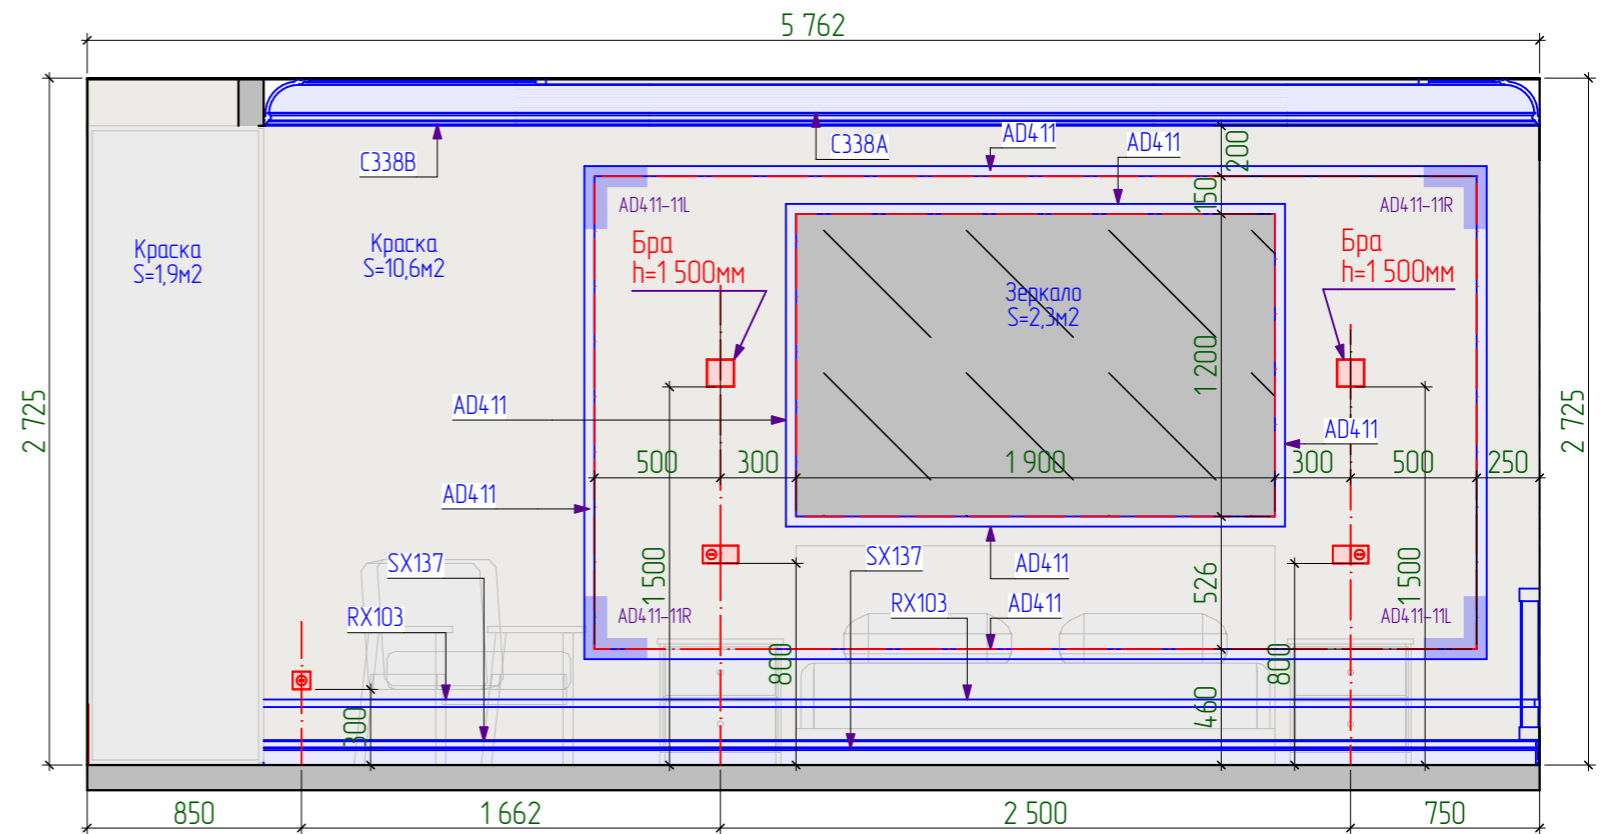 5 762
C338B
C338A
AD411
AD411
200
150
AD411-11L
AD411-11R
Краска
S=1,9м2
Краска
S=10,6м2
Бра
h=1 500мм
Бра
h=1 500мм
Зеркало
S=2,3м2
1 200
2 725
2 725
AD411
AD411
500
300
1 900
300
500
250
AD411
1 500
SX137
SX137
AD411
526
1 500
RX103
RX103
AD411
AD411-11R
AD411-11L
800
800
460
300
850
1 662
2 500
750